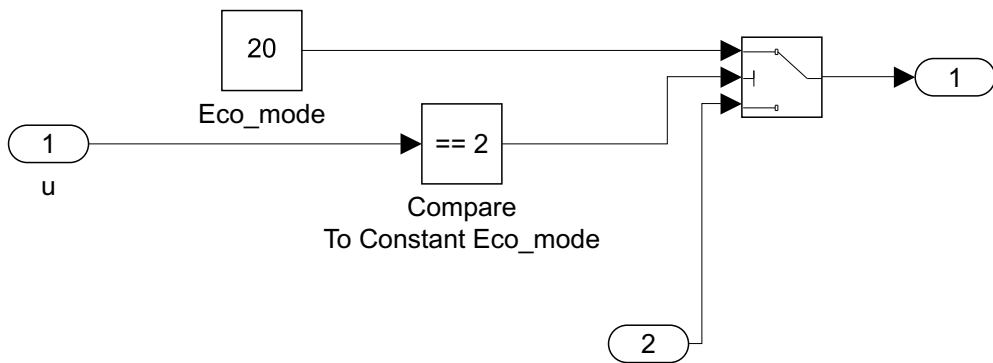 20
Eco_mode
1
u
== 2
Compare
To Constant Eco_mode
1
2